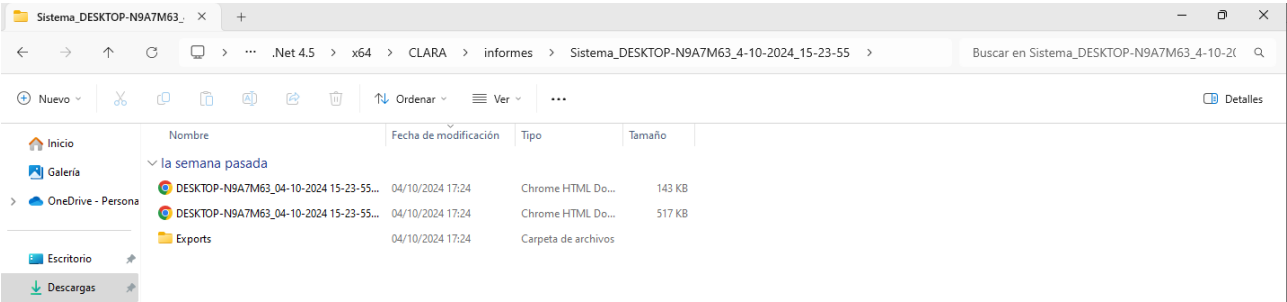 Sistema_DESKTOP-N9A7M63_
... .Net 4.5 > x64 > CLARA > informes > Sistema_DESKTOP-N9A7M63_4-10-2024_15-23-55 >
Buscar en Sistema_DESKTOP-N9A7M63_4-10-20
Nuevo
Ordenar
Ver
...
Detalles
Inicio
Galería
OneDrive - Persona
Escritorio
Descargas
Nombre Fecha de modificación Tipo Tamaño
la semana pasada
DESKTOP-N9A7M63_04-10-2024 15-23-55... 04/10/2024 17:24 Chrome HTML Do... 143 KB
DESKTOP-N9A7M63_04-10-2024 15-23-55... 04/10/2024 17:24 Chrome HTML Do... 517 KB
Exports 04/10/2024 17:24 Carpeta de archivos